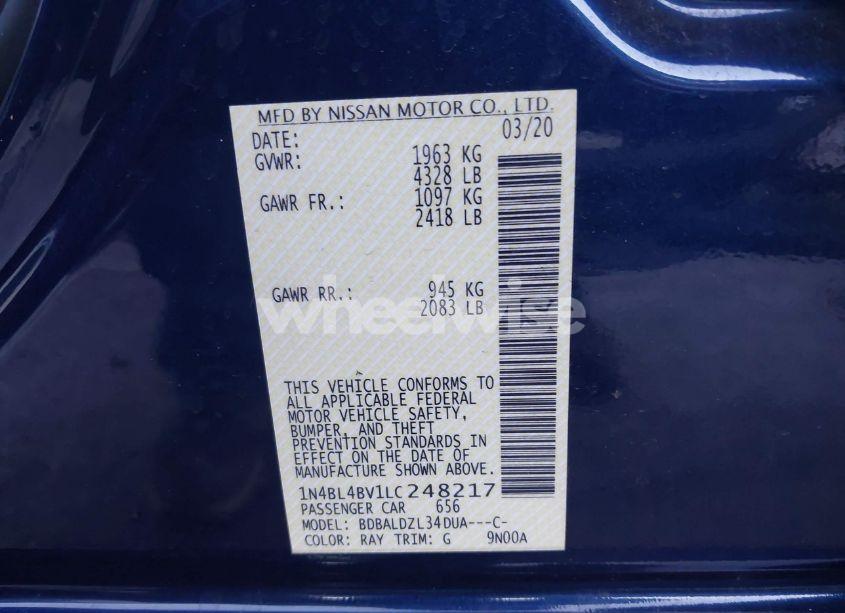 MFD BY NISSAN MOTOR CO., LTD.
DATE: 03/20
GVWR: 1963 KG
4328 LB
GAWR FR.: 1097 KG
2418 LB
GAWR RR.: 945 KG
2083 LB
wheelwise
THIS VEHICLE CONFORMS TO
ALL APPLICABLE FEDERAL
MOTOR VEHICLE SAFETY,
BUMPER, AND THEFT
PREVENTION STANDARDS IN
EFFECT ON THE DATE OF
MANUFACTURE SHOWN ABOVE.
1N4BL4BV1LC248217
PASSENGER CAR 656
MODEL: BDBALDZL34DUA---C-
COLOR: RAY TRIM: G 9N00A